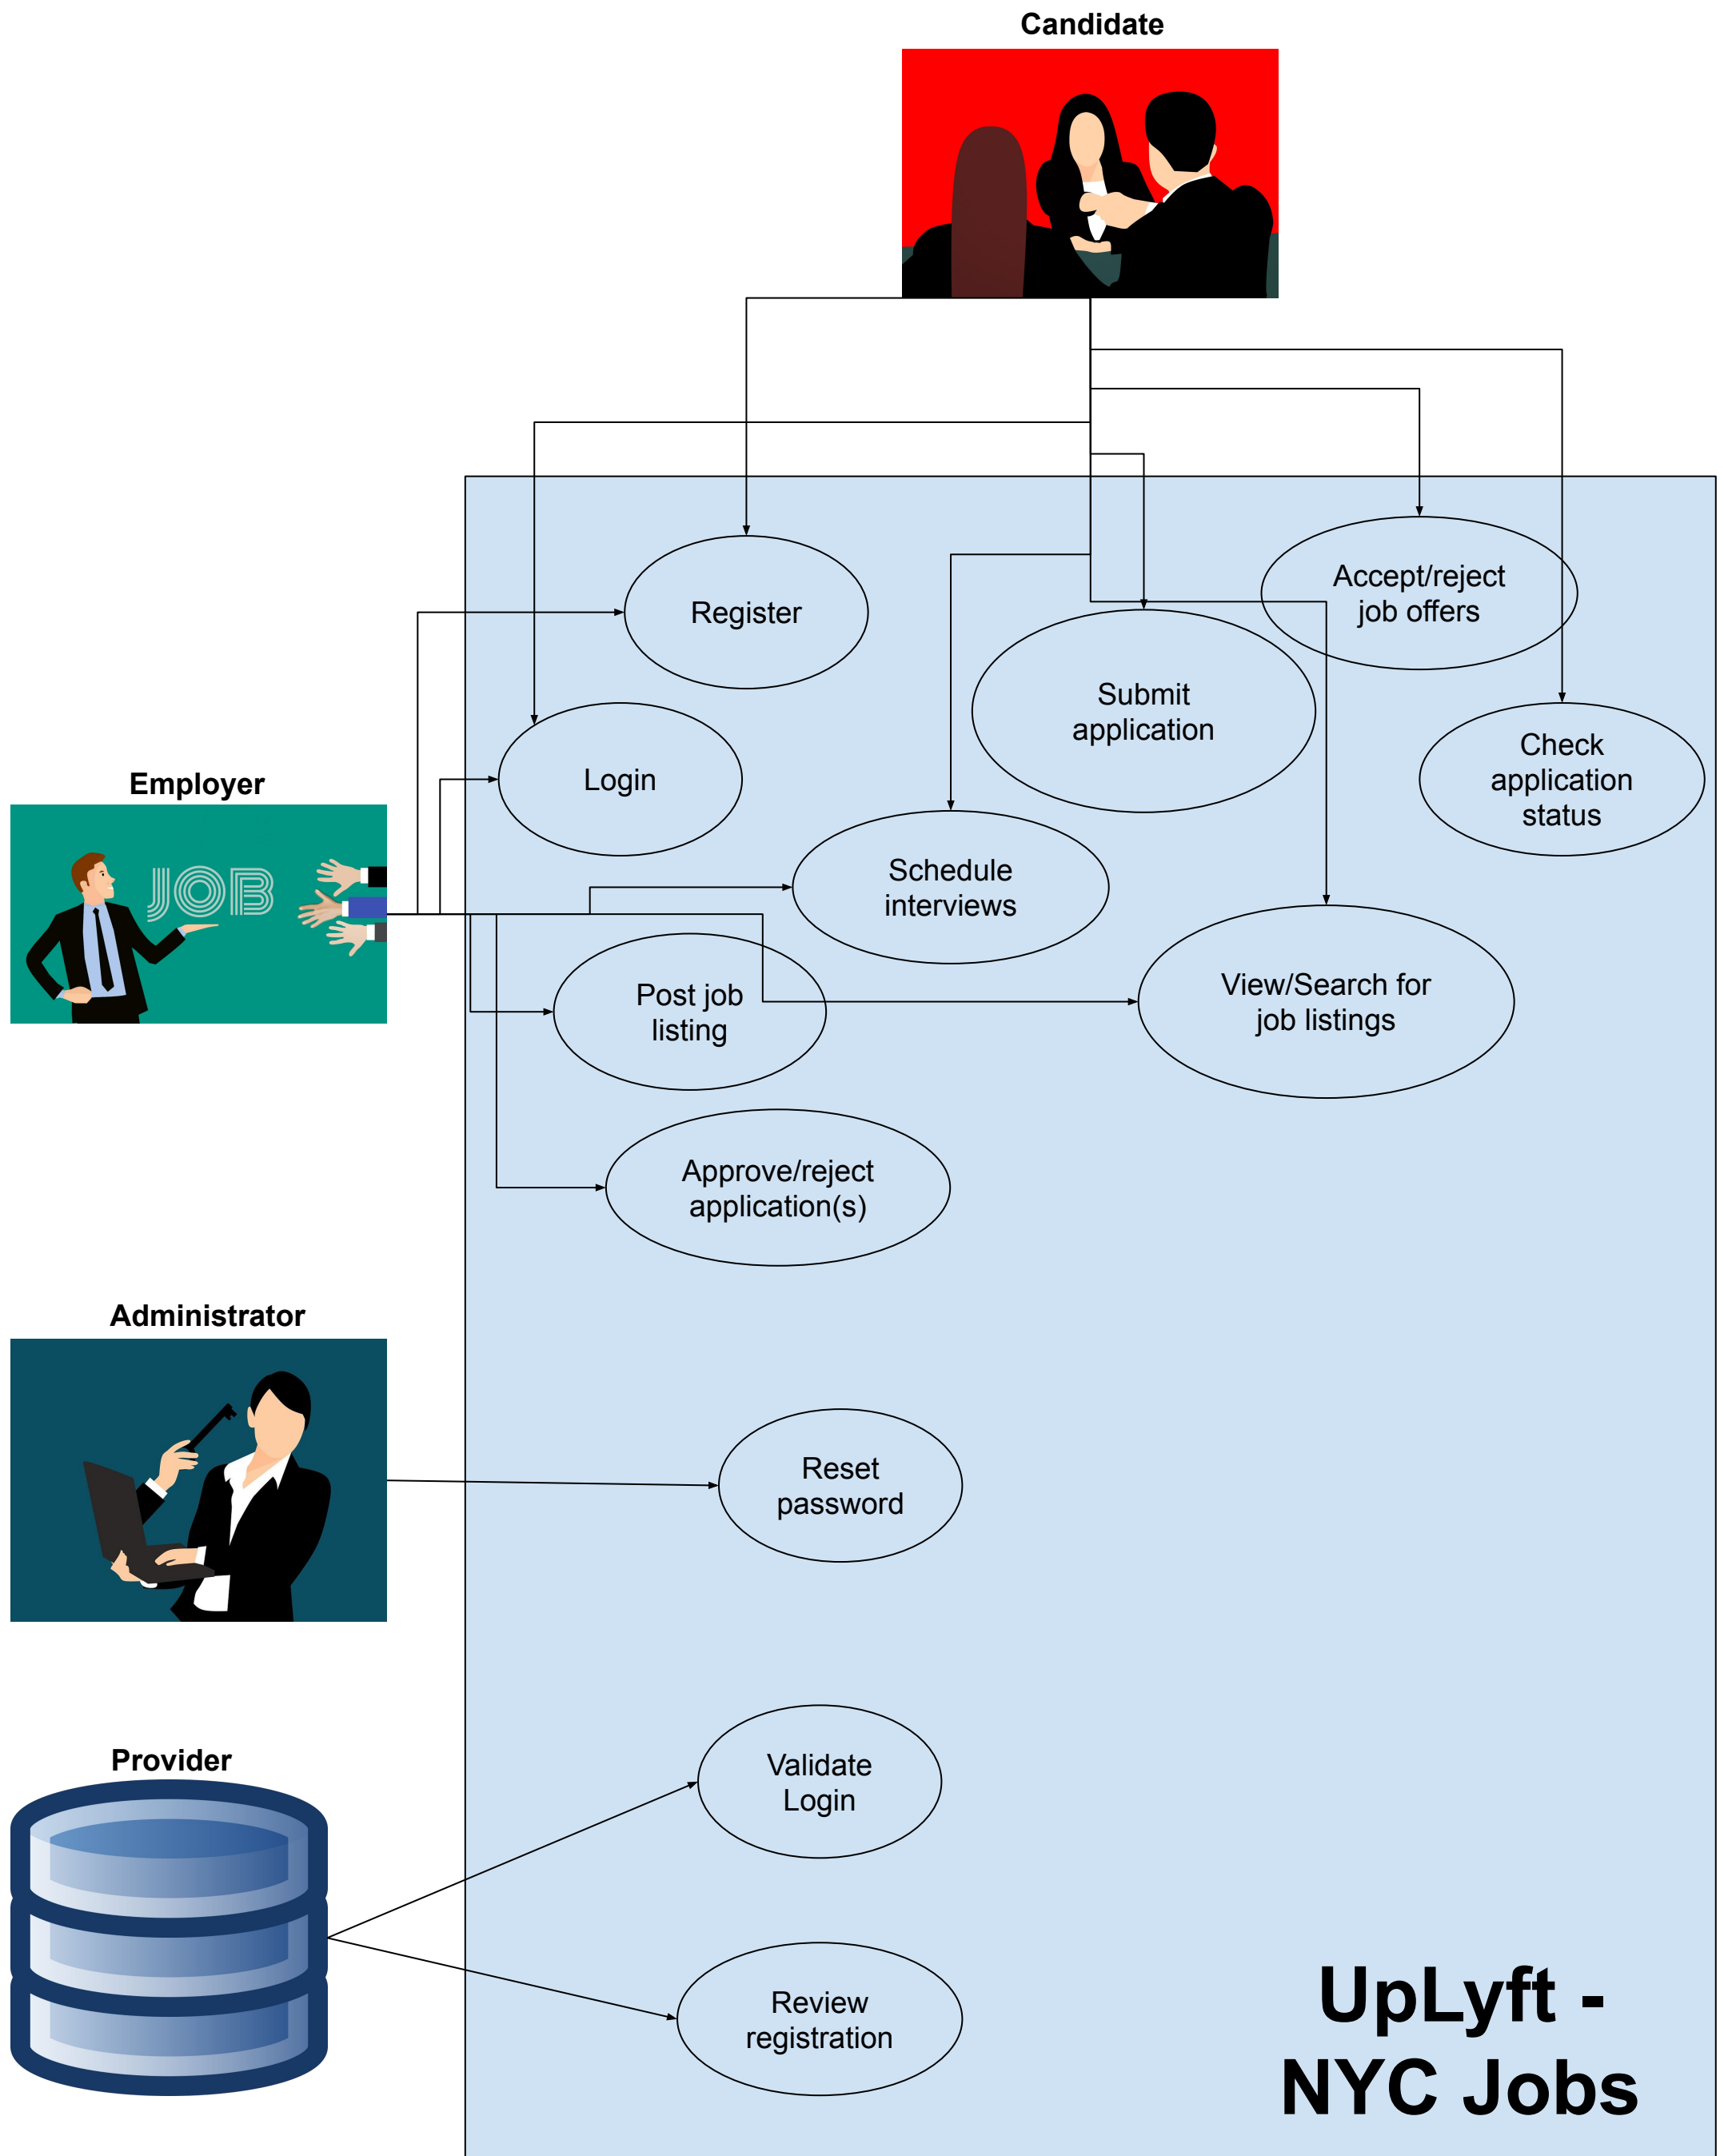 Candidate
Register
Accept/reject
job offers
Submit
application
Login
Check
application
status
Employer
JOB
Schedule
interviews
Post job
listing
View/Search for
job listings
Approve/reject
application(s)
Administrator
Reset
password
Provider
Validate
Login
Review
registration
UpLyft -
NYC Jobs